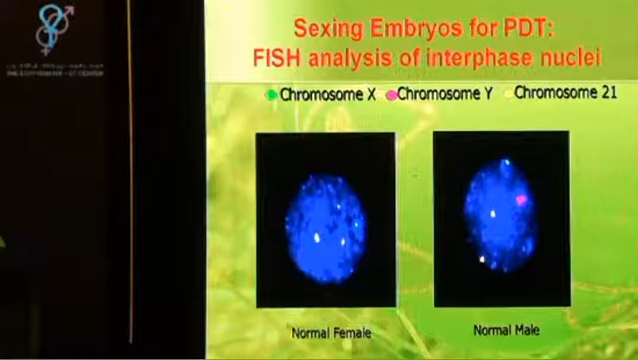 Sexing Embryos for PDT:
FISH analysis of interphase nuclei
Chromosome X Chromosome Y Chromosome 21
Normal Female
Normal Male